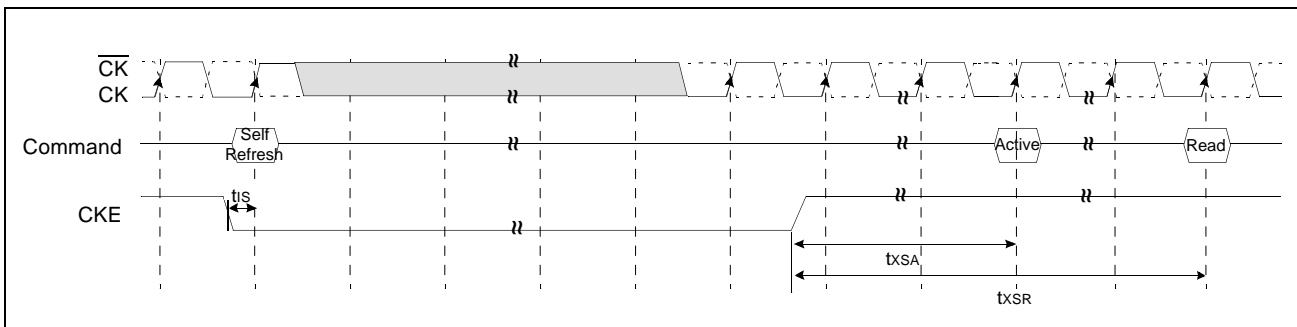 CK
CK
Command
Self
Refresh
Active
Read
tIS
CKE
tXSA
tXSR